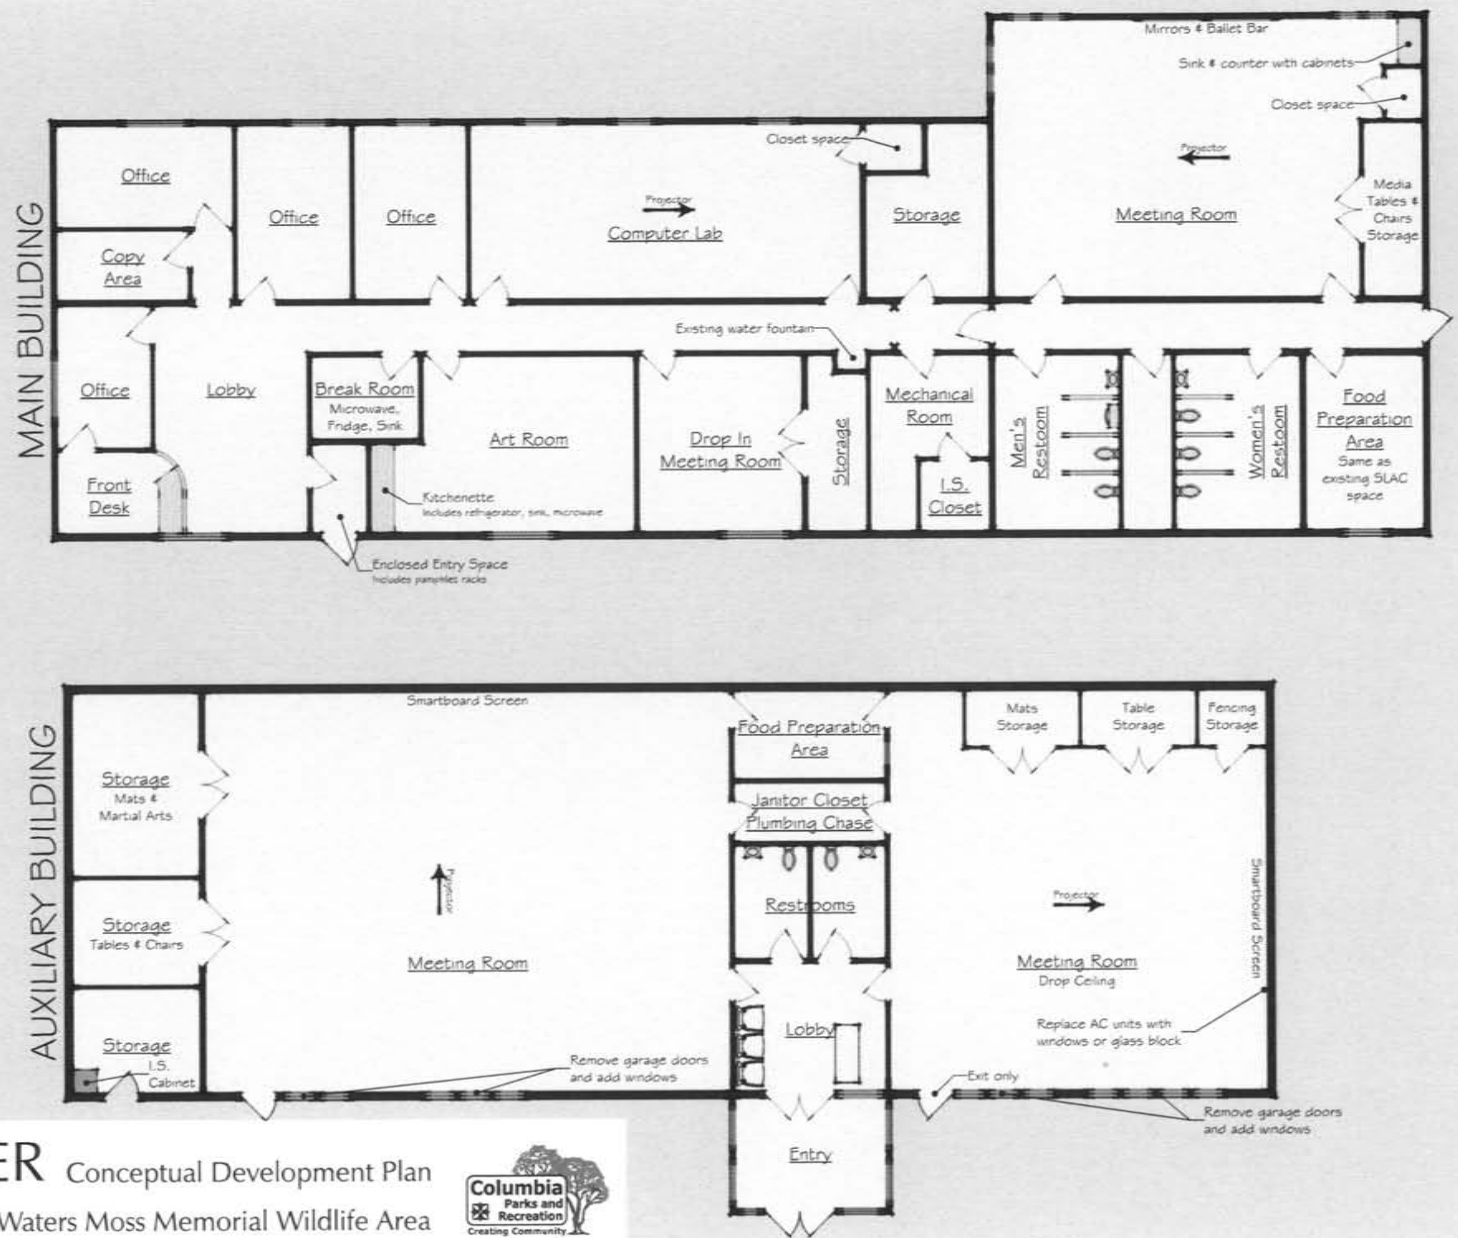 MAIN BUILDING
Mirrors & Ballet Bar
Sink & counter with cabinets
Closet space
Projector
Meeting Room
Media
Tables &
Chairs
Storage
Closet space
Office
Office
Office
Projector
Computer Lab
Storage
Copy
Area
Existing water fountain
Office
Lobby
Break Room
Microwave,
Fridge, Sink
Art Room
Drop In
Meeting Room
Storage
Mechanical
Room
I.S.
Closet
Men's
Restoom
Women's
Restoom
Food
Preparation
Area
Same as
existing SLAC
space
Front
Desk
Kitchenette
Includes refrigerator, sink, microwave
Enclosed Entry Space
Includes pamphlet racks
AUXILIARY BUILDING
Smartboard Screen
Food Preparation
Area
Mats
Storage
Table
Storage
Fencing
Storage
Storage
Mats &
Martial Arts
Janitor Closet
Plumbing Chase
Projector
Restrooms
Projector
Smartboard Screen
Storage
Tables & Chairs
Meeting Room
Meeting Room
Drop Ceiling
Lobby
Replace AC units with
windows or glass block
Storage
I.S.
Cabinet
Remove garage doors
and add windows
Exit only
Remove garage doors
and add windows
Entry
ER Conceptual Development Plan
Waters Moss Memorial Wildlife Area
Columbia
Parks and
Recreation
Creating Community